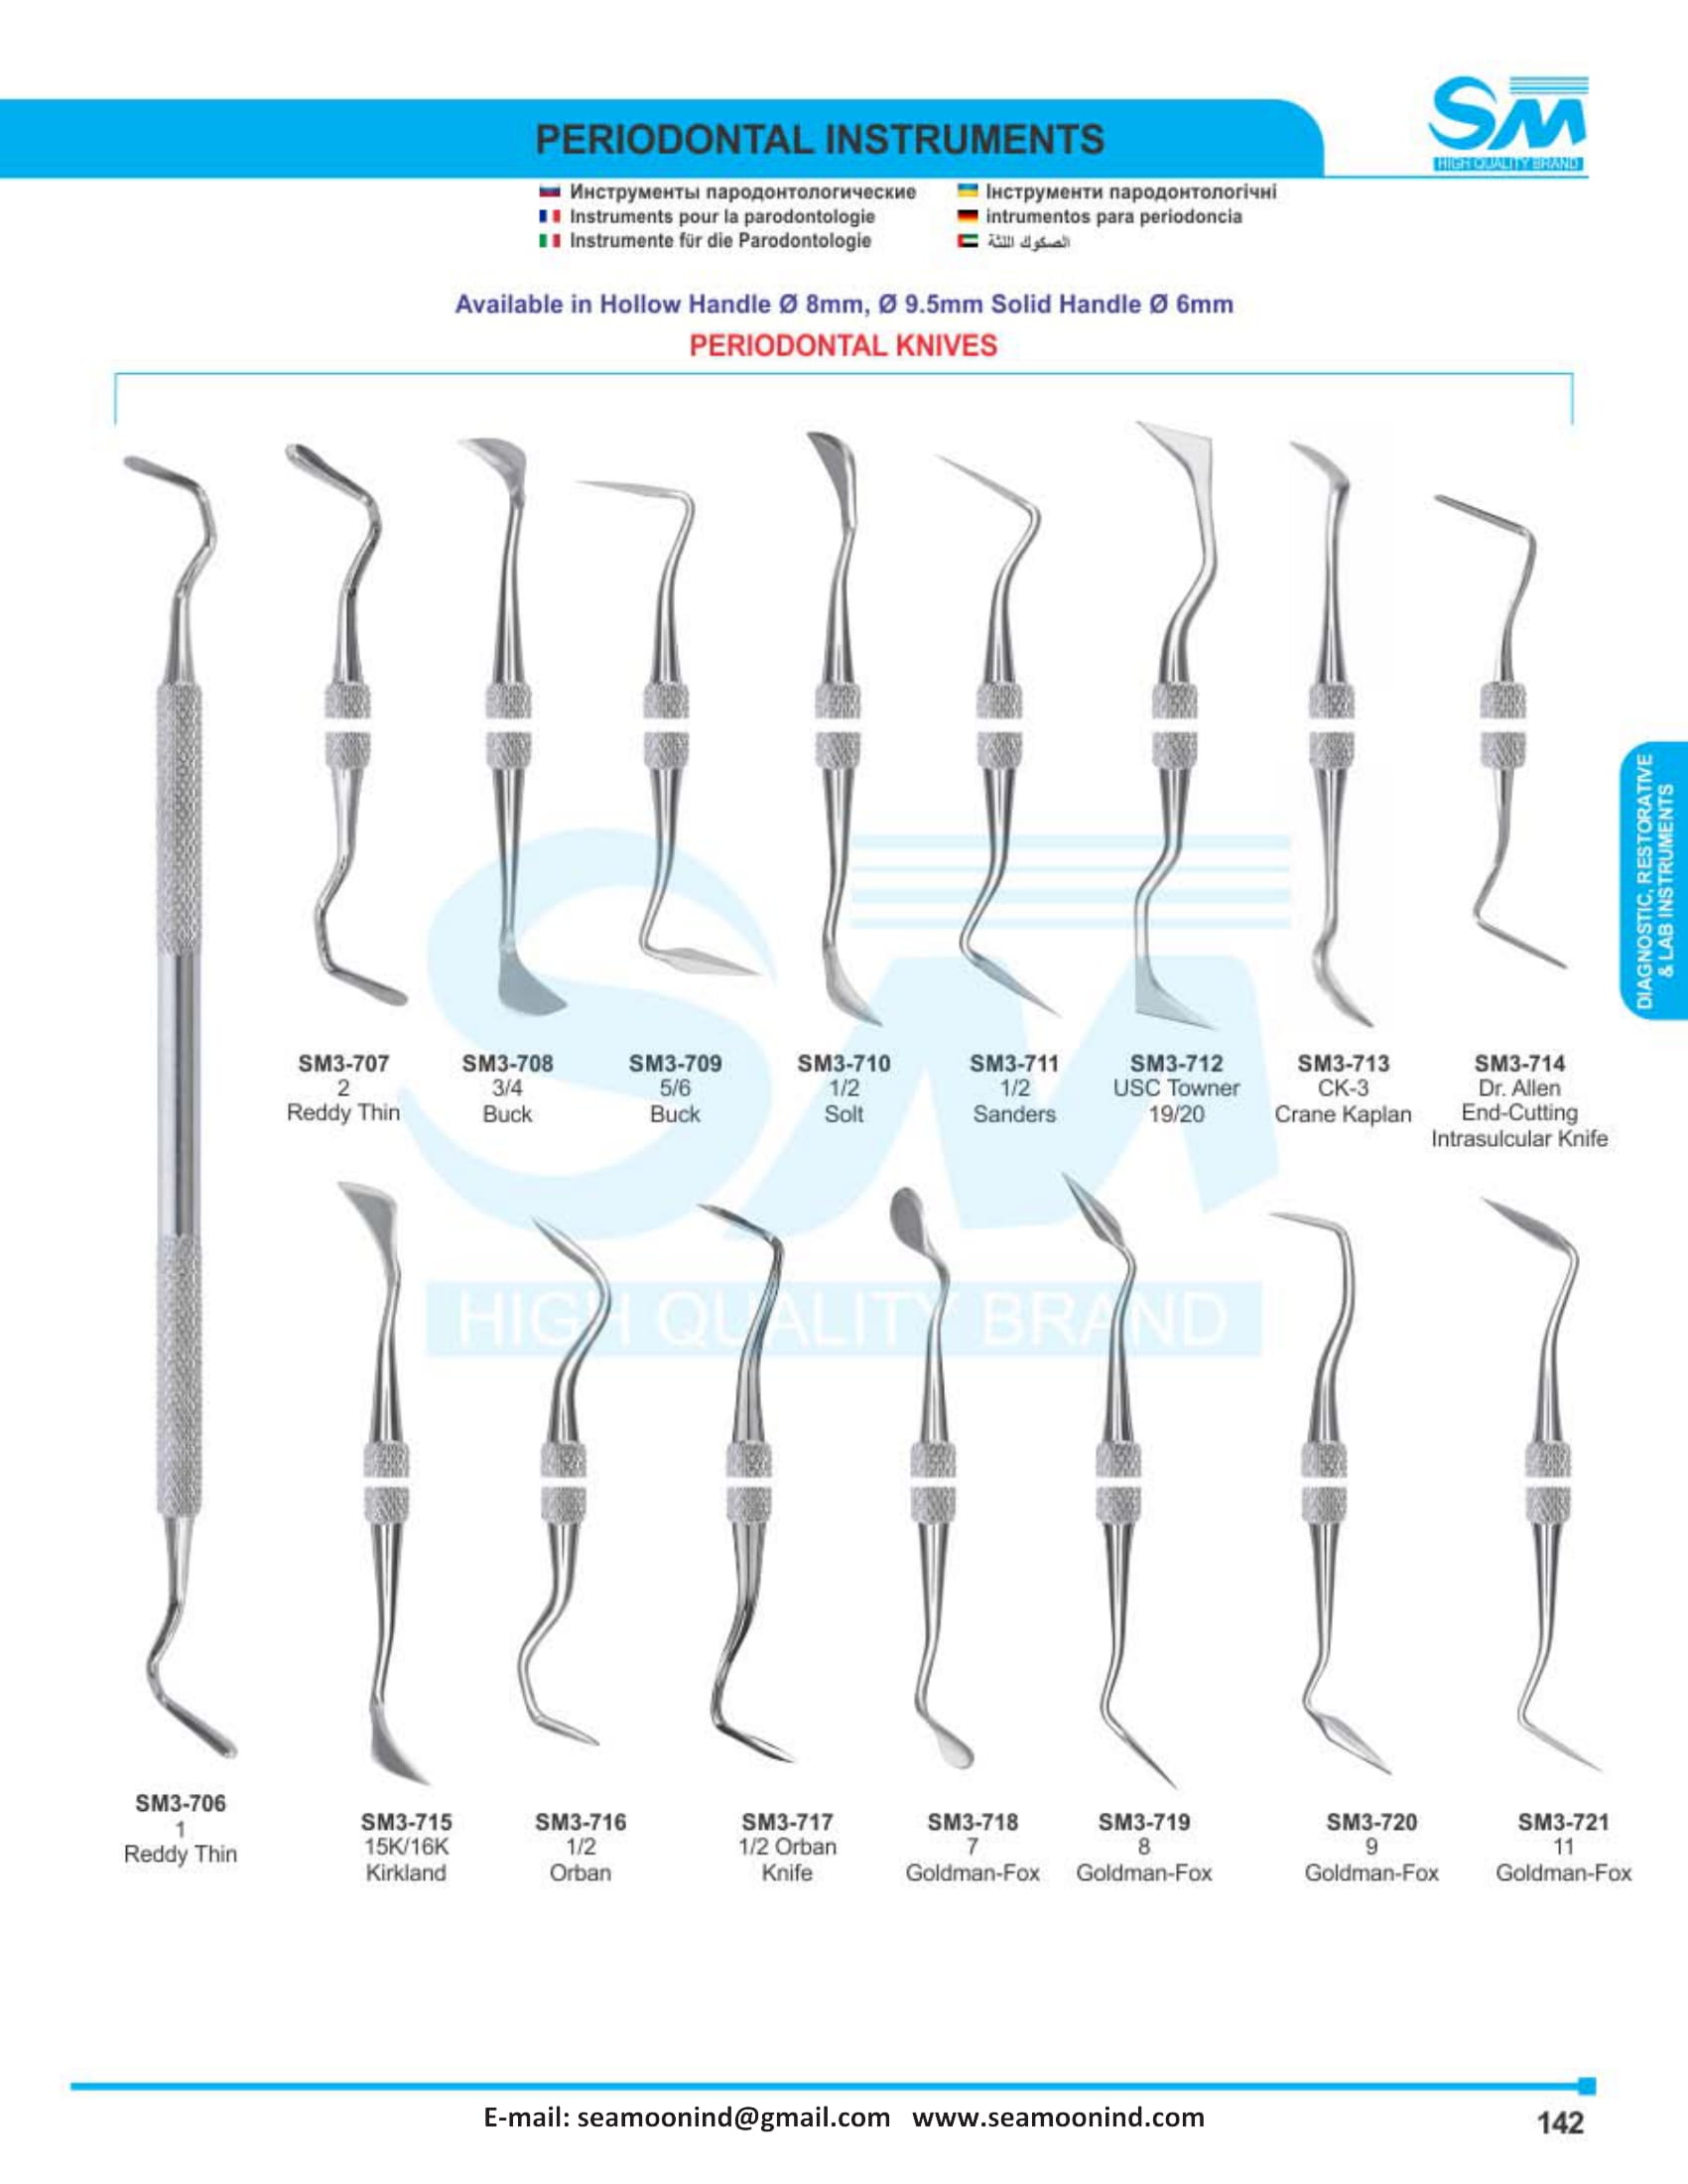 SM
HIGH QUALITY BRAND
PERIODONTAL INSTRUMENTS
Инструменты пародонтологические
Instruments pour la parodontologie
Instrumente für die Parodontologie
Інструменти пародонтологічні
intrumentos para periodoncia
الصكوك اللثة
Available in Hollow Handle Ø 8mm, Ø 9.5mm Solid Handle Ø 6mm
PERIODONTAL KNIVES
DIAGNOSTIC, RESTORATIVE
& LAB INSTRUMENTS
SM3-707
2
Reddy Thin
SM3-708
3/4
Buck
SM3-709
5/6
Buck
SM3-710
1/2
Solt
SM3-711
1/2
Sanders
SM3-712
USC Towner
19/20
SM3-713
CK-3
Crane Kaplan
SM3-714
Dr. Allen
End-Cutting
Intrasulcular Knife
SM
HIGH QUALITY BRAND
SM3-706
1
Reddy Thin
SM3-715
15K/16K
Kirkland
SM3-716
1/2
Orban
SM3-717
1/2 Orban
Knife
SM3-718
7
Goldman-Fox
SM3-719
8
Goldman-Fox
SM3-720
9
Goldman-Fox
SM3-721
11
Goldman-Fox
E-mail: seamoonind@gmail.com www.seamoonind.com
142